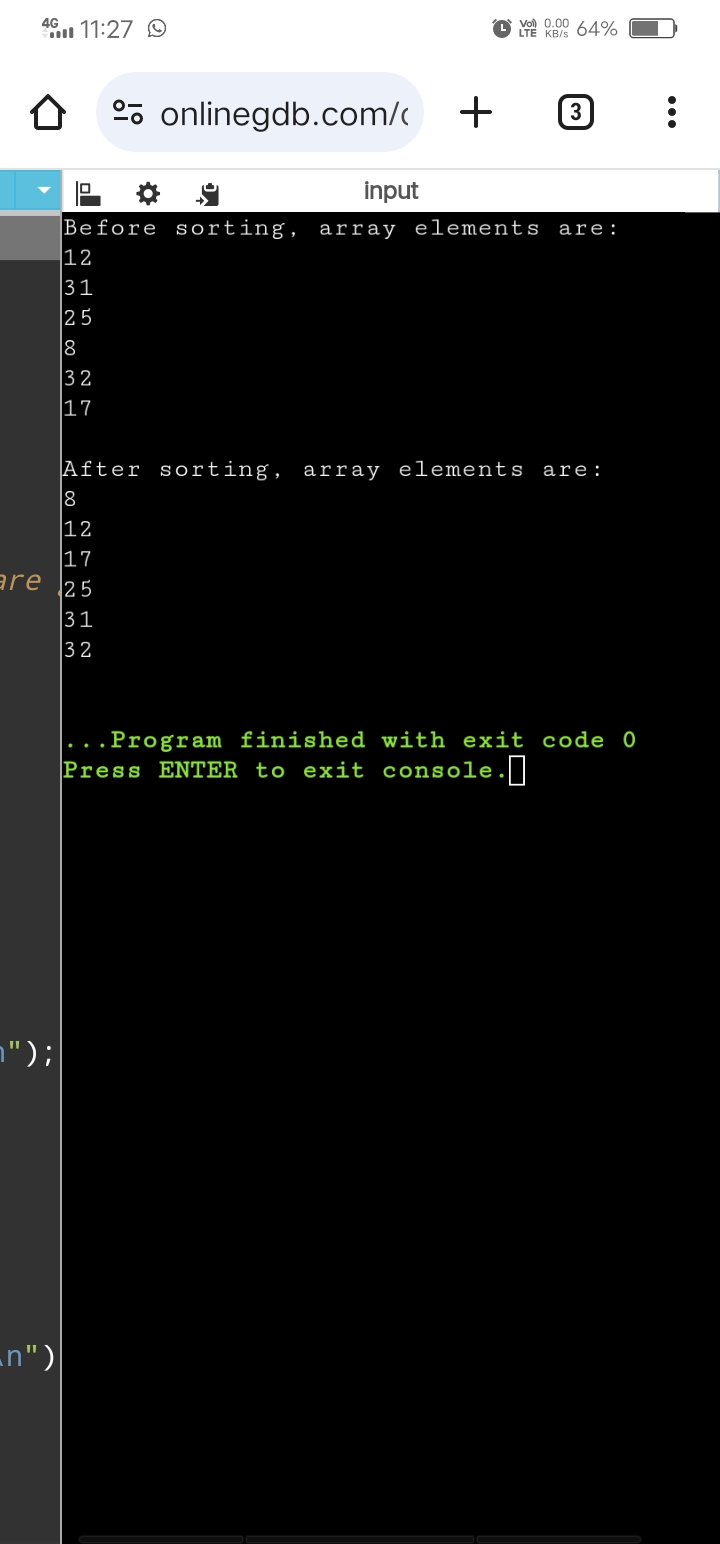 4G 11:27 Vo) LTE 0.00 KB/s 64%
onlinegdb.com/
3
input
Before sorting, array elements are:
12
31
25
8
32
17
After sorting, array elements are:
8
12
17
are
25
31
32
...Program finished with exit code 0
Press ENTER to exit console.
");
\n")